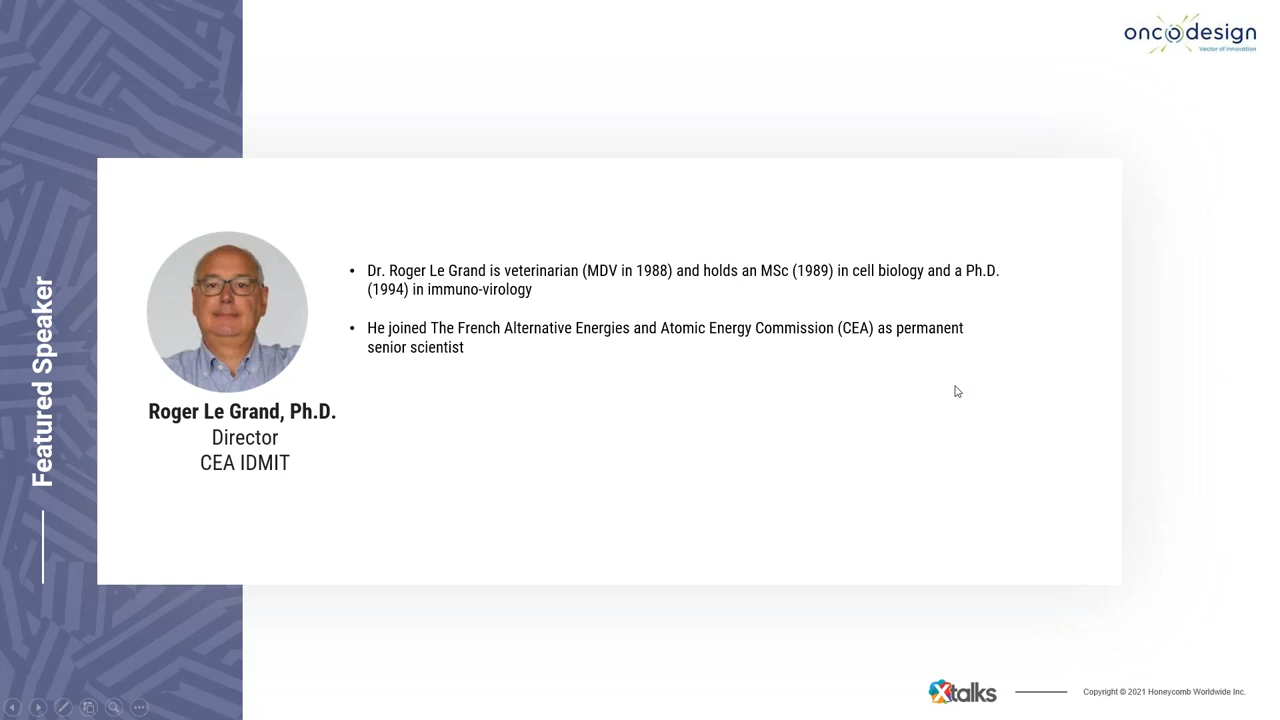 oncodesign
Vector of innovation
Featured Speaker
• Dr. Roger Le Grand is veterinarian (MDV in 1988) and holds an MSc (1989) in cell biology and a Ph.D.
(1994) in immuno-virology
• He joined The French Alternative Energies and Atomic Energy Commission (CEA) as permanent
senior scientist
Roger Le Grand, Ph.D.
Director
CEA IDMIT
Xtalks
Copyright © 2021 Honeycomb Worldwide Inc.